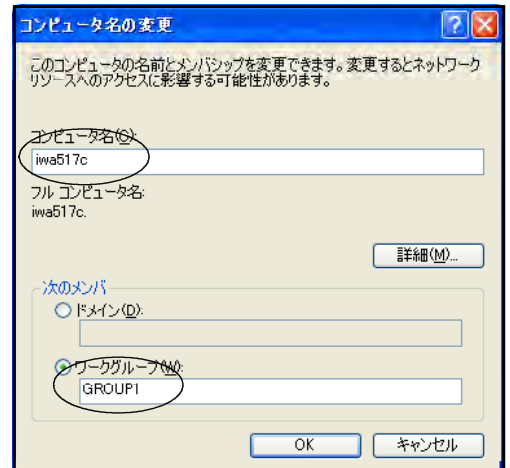 コンピュータ名の変更
このコンピュータの名前とメンバシップを変更できます。変更するとネットワーク
リソースへのアクセスに影響する可能性があります。
コンピュータ名(C):
iwa517c
フル コンピュータ名:
iwa517c.
詳細(M)...
次のメンバ
ドメイン(D):
ワークグループ(W):
GROUP1
OK キャンセル